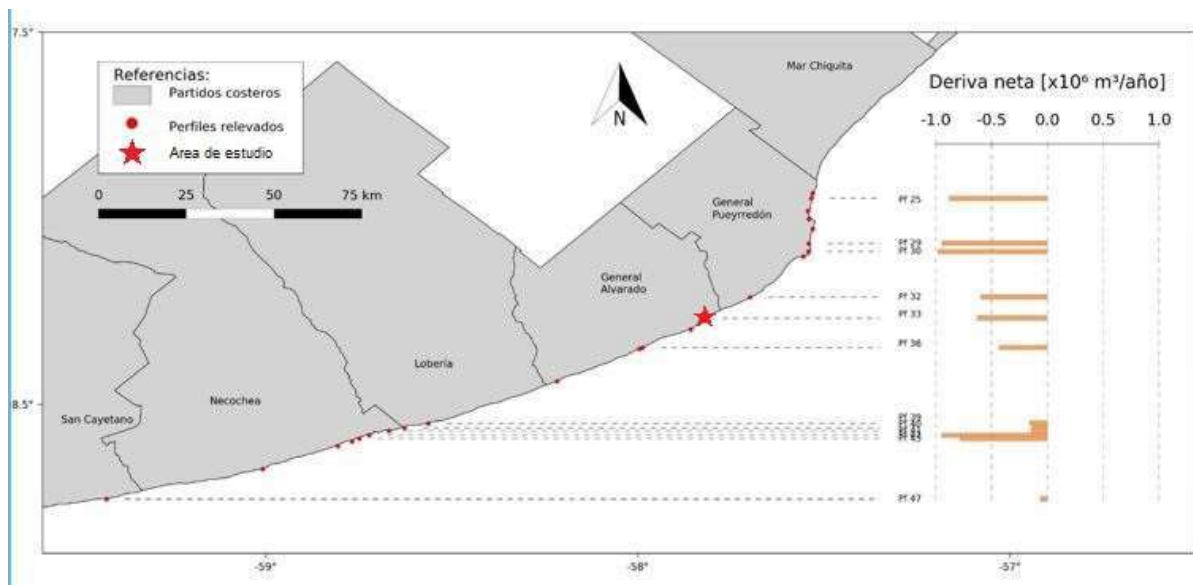 7.5°
Referencias:
Partidos costeros
Perfiles relevados
Area de estudio
0 25 50 75 km
N
Mar Chiquita
General
Pueyrredón
General
Alvarado
Lobería
Necochea
San Cayetano
8.5°
-59° -58° -57°
Deriva neta [x10⁶ m³/año]
-1.0 -0.5 0.0 0.5 1.0
Pf 25
Pf 29
Pf 30
Pf 32
Pf 33
Pf 36
Pf 39
Pf 47